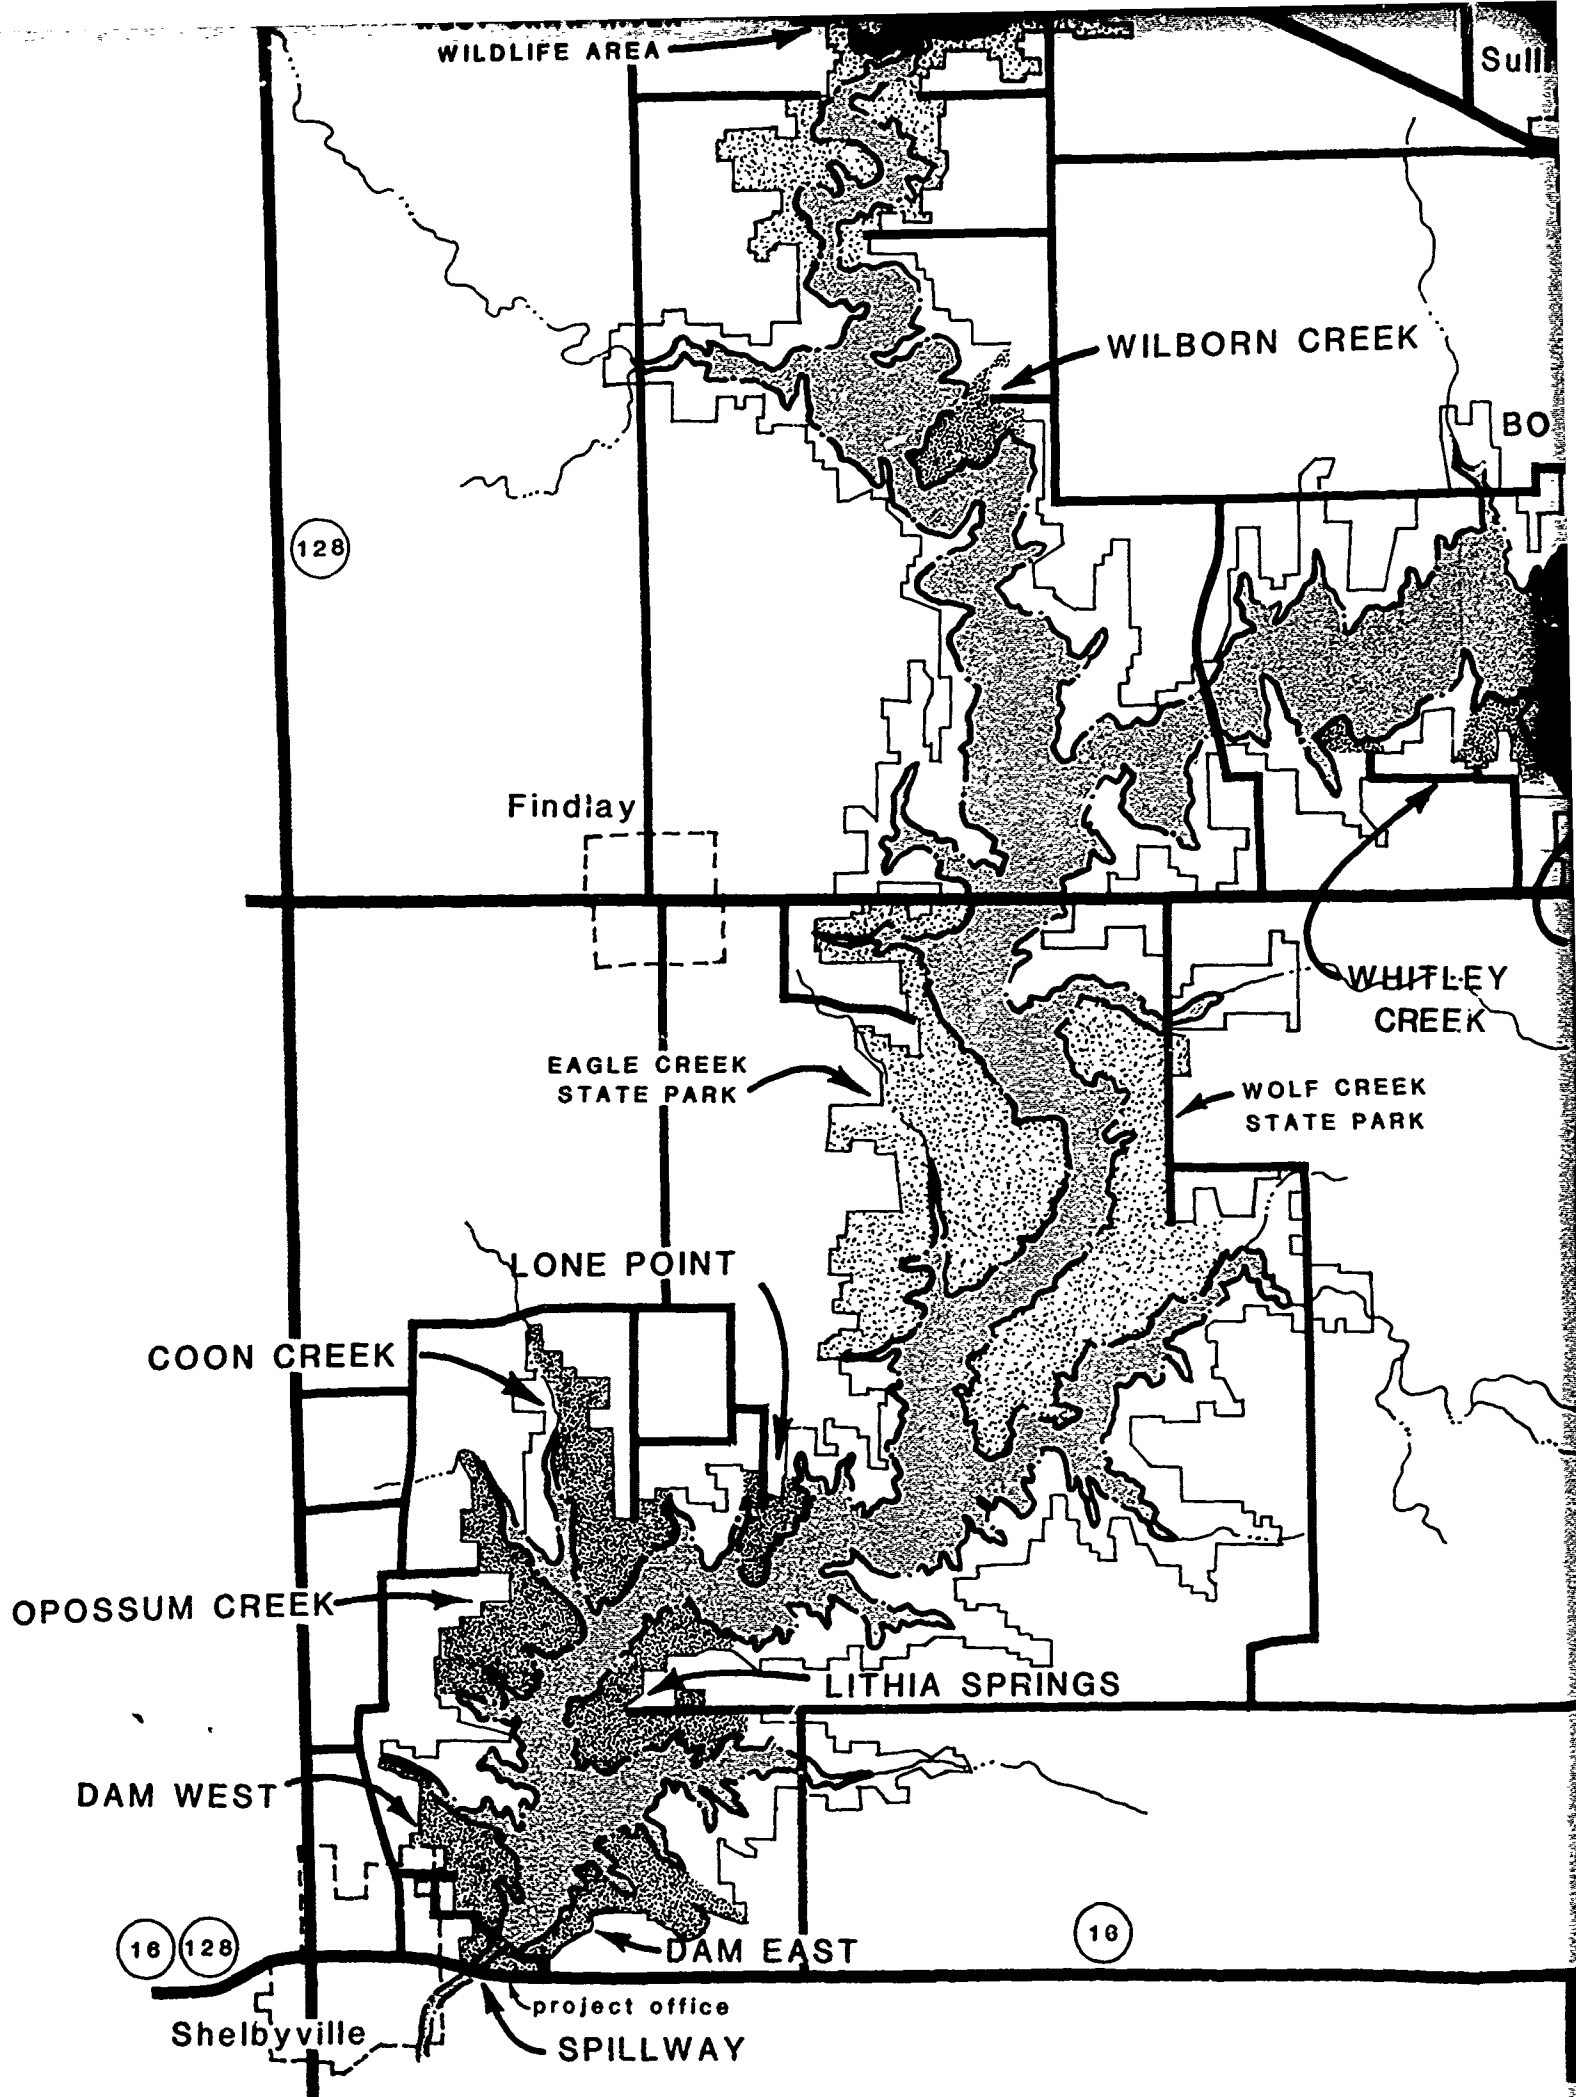 WILDLIFE AREA
Sull
WILBORN CREEK
BO
128
Findlay
WHITLEY
CREEK
EAGLE CREEK
STATE PARK
WOLF CREEK
STATE PARK
LONE POINT
COON CREEK
OPOSSUM CREEK
LITHIA SPRINGS
DAM WEST
16
128
16
DAM EAST
project office
Shelbyville
SPILLWAY